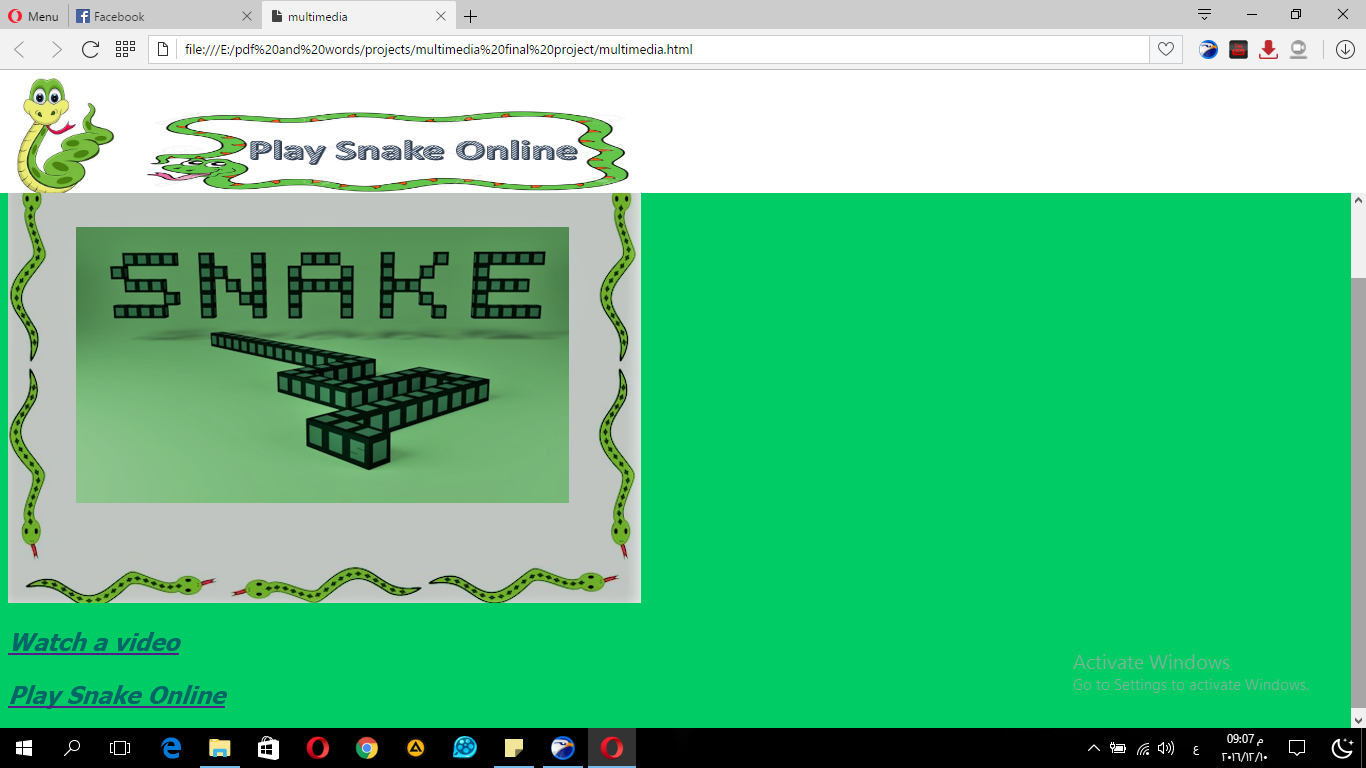 Menu
Facebook
multimedia
file:///E:/pdf%20and%20words/projects/multimedia%20final%20project/multimedia.html
Play Snake Online
SNAKE
Watch a video
Play Snake Online
Activate Windows
Go to Settings to activate Windows.
ع
09:07 م
٢٠١٦/١٢/١٠